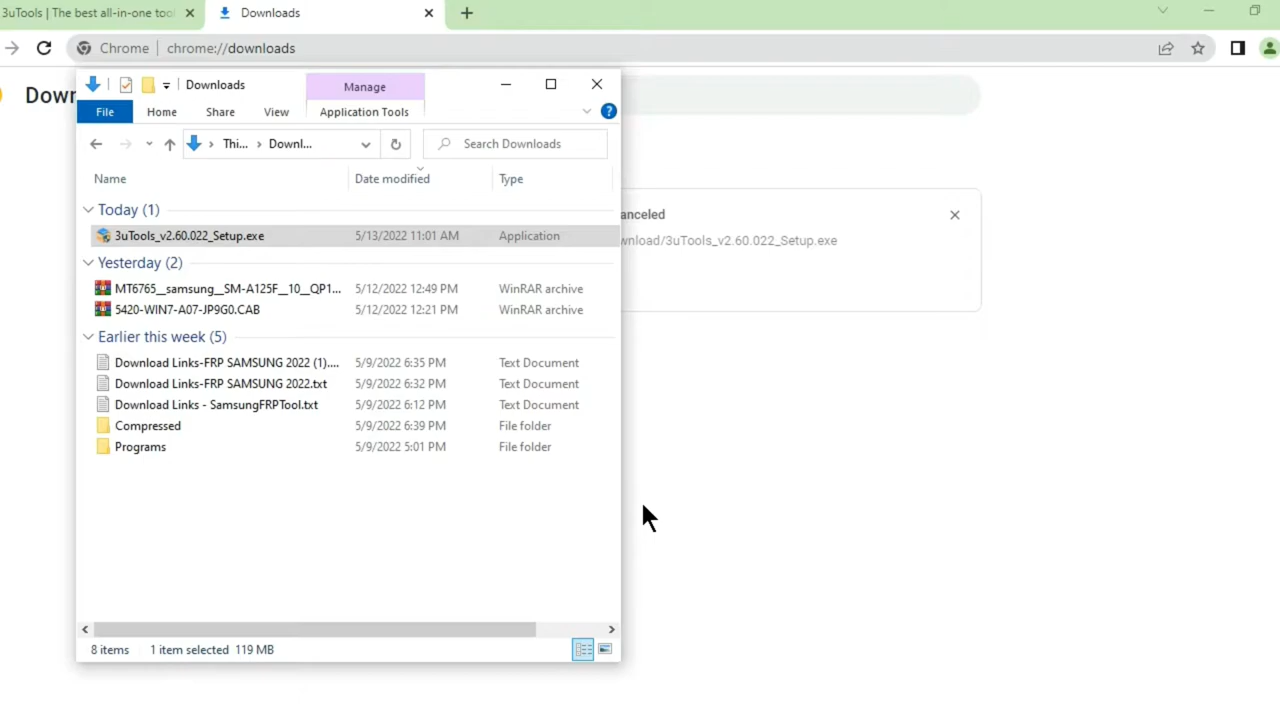 3uTools | The best all-in-one too
Downloads
Chrome
chrome://downloads
Down
Downloads
Manage
File
Home
Share
View
Application Tools
Thi...
Downl...
Search Downloads
Name
Date modified
Type
Today (1)
3uTools_v2.60.022_Setup.exe 5/13/2022 11:01 AM Application
Yesterday (2)
MT6765__samsung__SM-A125F__10__QP1... 5/12/2022 12:49 PM WinRAR archive
5420-WIN7-A07-JP9G0.CAB 5/12/2022 12:21 PM WinRAR archive
Earlier this week (5)
Download Links-FRP SAMSUNG 2022 (1).... 5/9/2022 6:35 PM Text Document
Download Links-FRP SAMSUNG 2022.txt 5/9/2022 6:32 PM Text Document
Download Links - SamsungFRPTool.txt 5/9/2022 6:12 PM Text Document
Compressed 5/9/2022 6:39 PM File folder
Programs 5/9/2022 5:01 PM File folder
8 items
1 item selected 119 MB
anceled
wnload/3uTools_v2.60.022_Setup.exe